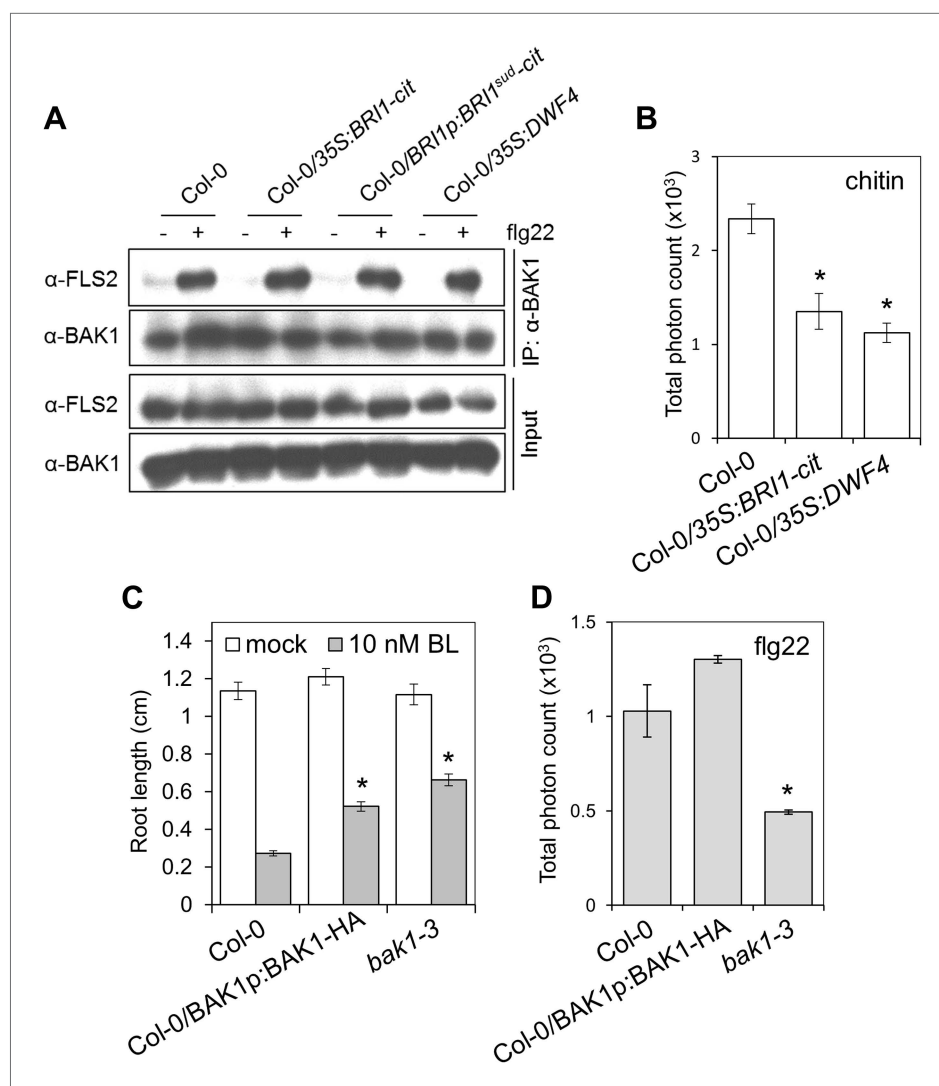 A
Col-0
Col-0/35S:BRI1-cit
Col-0/BRI1p:BRI1sud-cit
Col-0/35S:DWF4
- + - + - + - + flg22
α-FLS2
α-BAK1
IP: α-BAK1
α-FLS2
α-BAK1
Input
B
chitin
Total photon count (x10³)
3
2
1
0
Col-0
Col-0/35S:BRI1-cit
Col-0/35S:DWF4
*
*
C
mock 10 nM BL
Root length (cm)
1.4
1.2
1
0.8
0.6
0.4
0.2
0
*
*
Col-0
Col-0/BAK1p:BAK1-HA
bak1-3
D
flg22
Total photon count (x10³)
1.5
1
0.5
0
*
Col-0
Col-0/BAK1p:BAK1-HA
bak1-3